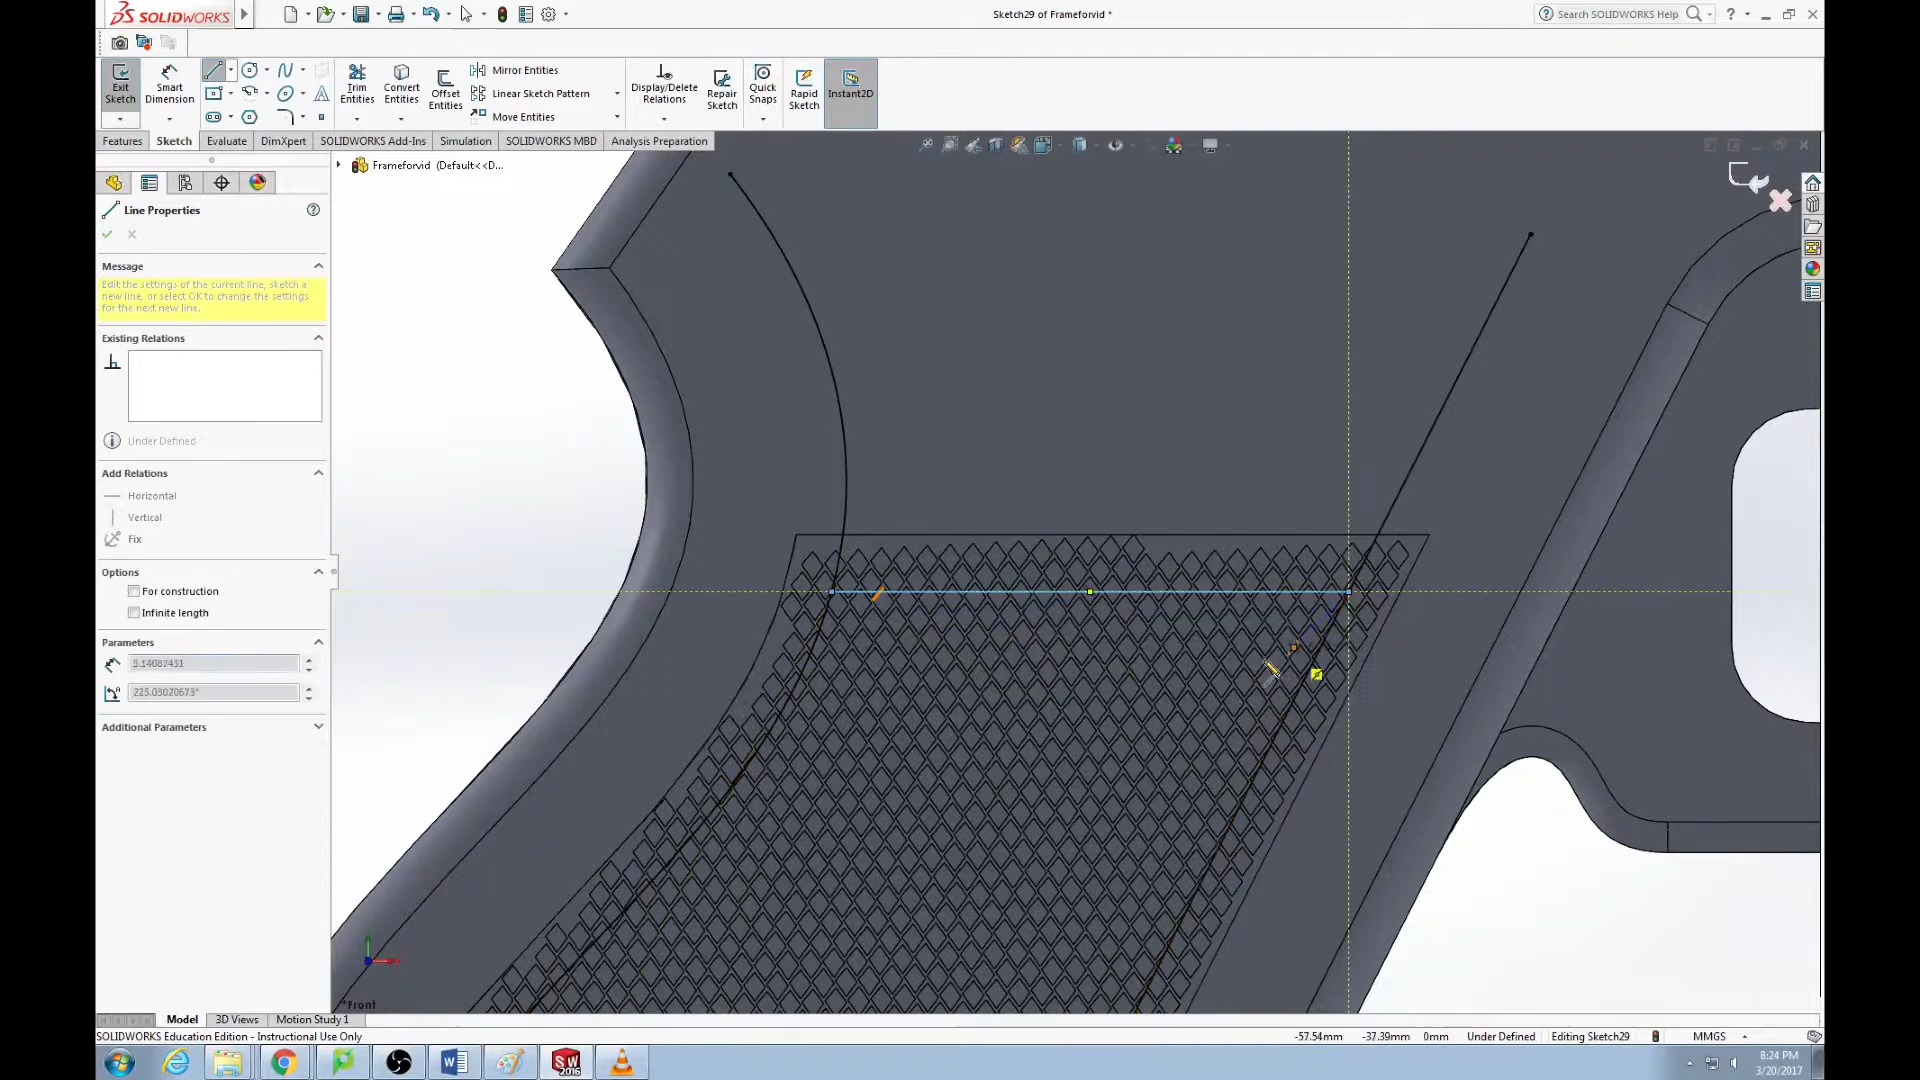 SOLIDWORKS
Sketch29 of Frameforvid *
Search SOLIDWORKS Help
Exit Sketch
Smart Dimension
Trim Entities
Convert Entities
Offset Entities
Mirror Entities
Linear Sketch Pattern
Move Entities
Display/Delete Relations
Repair Sketch
Quick Snaps
Rapid Sketch
Instant2D
Features
Sketch
Evaluate
DimXpert
SOLIDWORKS Add-Ins
Simulation
SOLIDWORKS MBD
Analysis Preparation
Frameforvid (Default<<D...
Line Properties
Message
Edit the settings of the current line, sketch a
new line, or select OK to change the settings
for the next new line.
Existing Relations
Under Defined
Add Relations
Horizontal
Vertical
Fix
Options
For construction
Infinite length
Parameters
5.14087431
225.03020673°
Additional Parameters
*Front
Model
3D Views
Motion Study 1
SOLIDWORKS Education Edition - Instructional Use Only
-57.54mm
-37.39mm
0mm
Under Defined
Editing Sketch29
MMGS
8:24 PM
3/20/2017